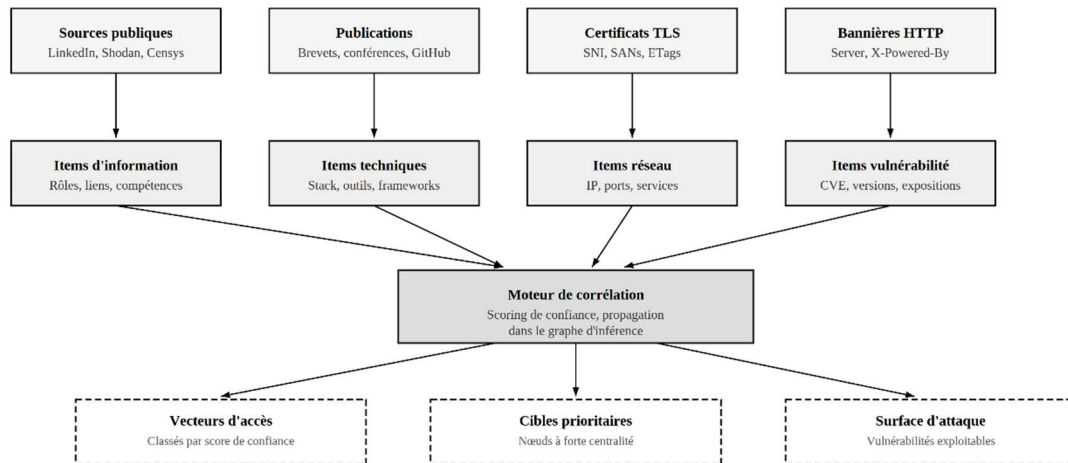 Sources publiques
LinkedIn, Shodan, Censys
Publications
Brevets, conférences, GitHub
Certificats TLS
SNI, SANs, ETags
Bannières HTTP
Server, X-Powered-By
Items d'information
Rôles, liens, compétences
Items techniques
Stack, outils, frameworks
Items réseau
IP, ports, services
Items vulnérabilité
CVE, versions, expositions
Moteur de corrélation
Scoring de confiance, propagation
dans le graphe d'inférence
Vecteurs d'accès
Classés par score de confiance
Cibles prioritaires
Nœuds à forte centralité
Surface d'attaque
Vulnérabilités exploitables